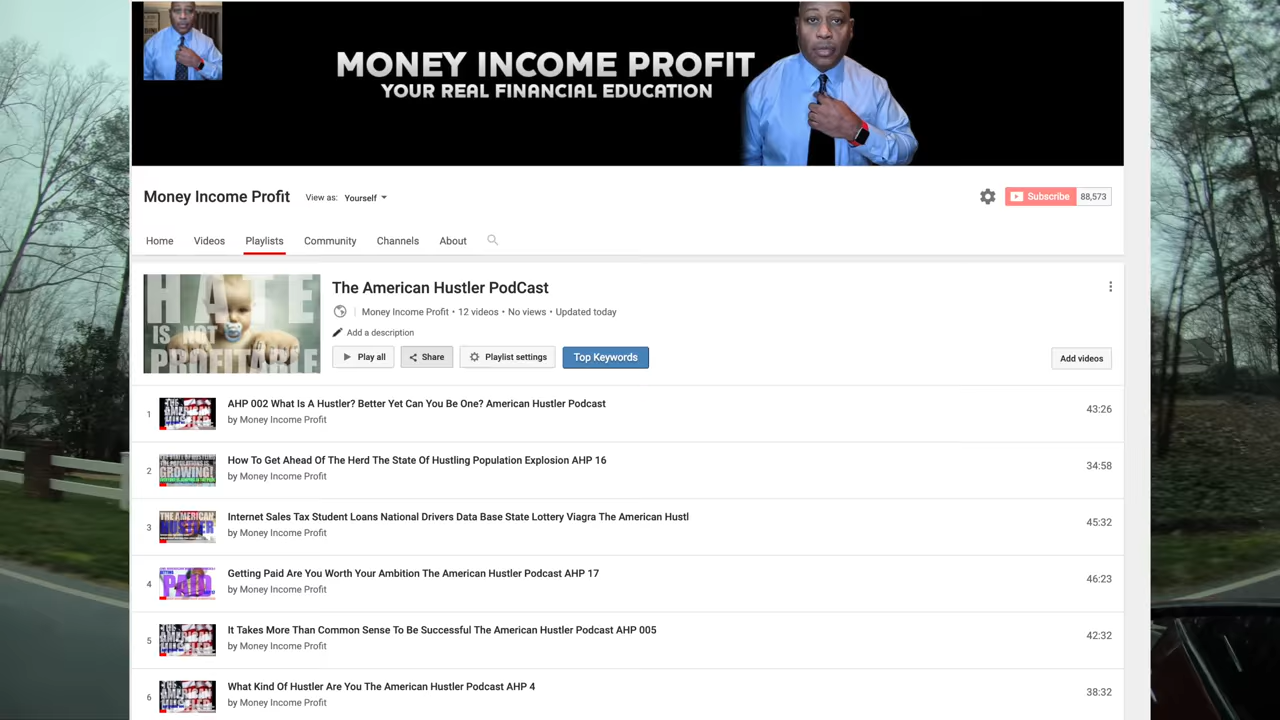 MONEY INCOME PROFIT
YOUR REAL FINANCIAL EDUCATION
Money Income Profit
View as: Yourself
Subscribe 88,573
Home Videos Playlists Community Channels About
HATE
IS NOT
PROFITABLE
The American Hustler PodCast
Money Income Profit • 12 videos • No views • Updated today
Add a description
Play all Share Playlist settings Top Keywords Add videos
1 AHP 002 What Is A Hustler? Better Yet Can You Be One? American Hustler Podcast 43:26
by Money Income Profit
2 How To Get Ahead Of The Herd The State Of Hustling Population Explosion AHP 16 34:58
GROWING!
by Money Income Profit
3 Internet Sales Tax Student Loans National Drivers Data Base State Lottery Viagra The American Hustl 45:32
THE AMERICAN
HUSTLER
by Money Income Profit
4 Getting Paid Are You Worth Your Ambition The American Hustler Podcast AHP 17 46:23
PAID
by Money Income Profit
5 It Takes More Than Common Sense To Be Successful The American Hustler Podcast AHP 005 42:32
by Money Income Profit
6 What Kind Of Hustler Are You The American Hustler Podcast AHP 4 38:32
by Money Income Profit